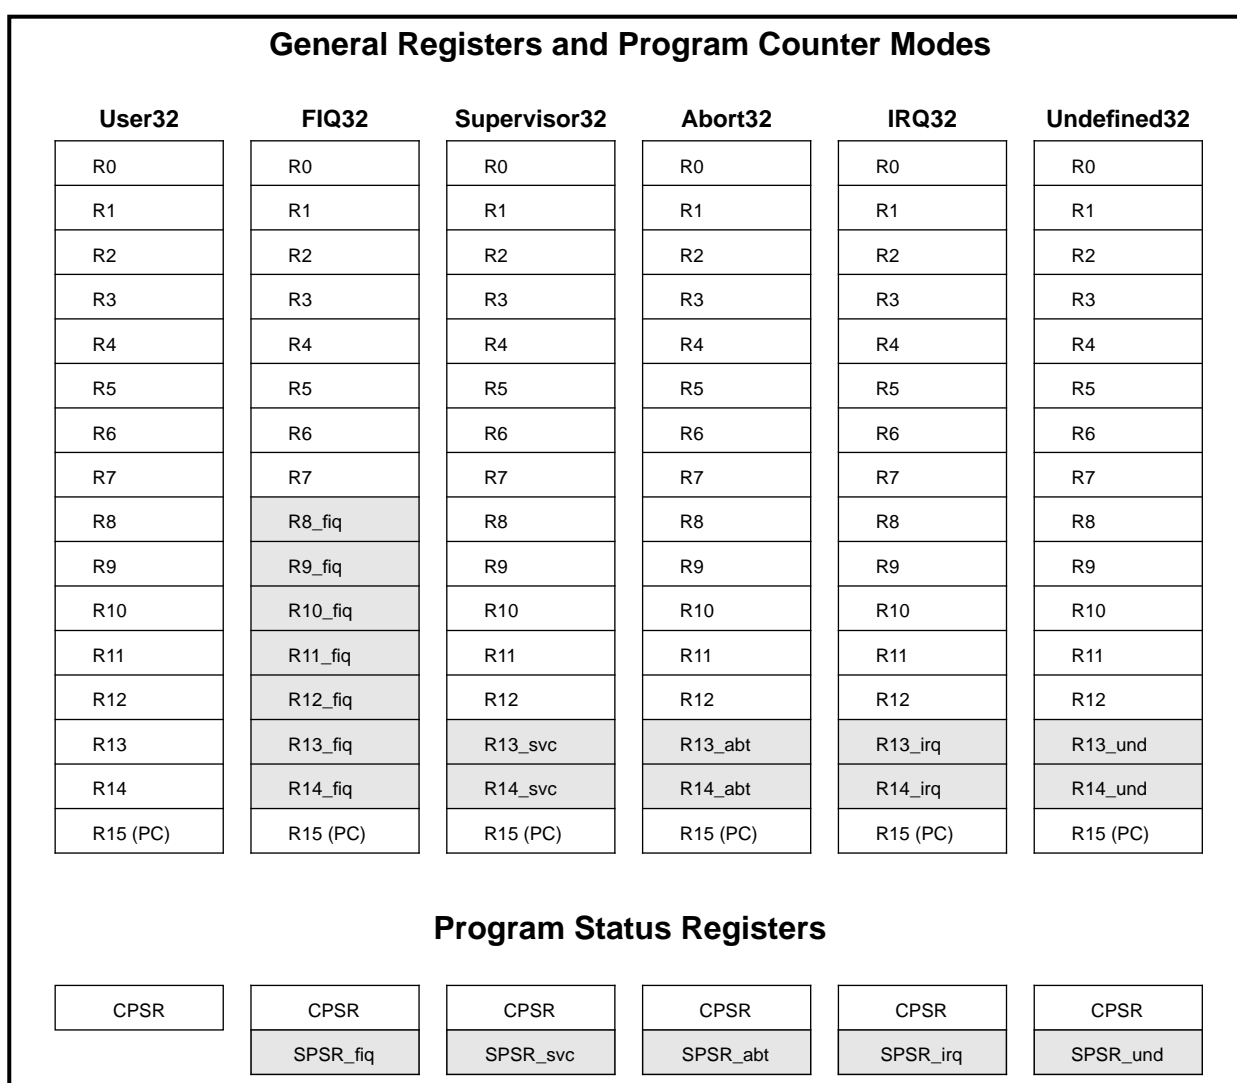 General Registers and Program Counter Modes
User32 FIQ32 Supervisor32 Abort32 IRQ32 Undefined32
R0 R0 R0 R0 R0 R0
R1 R1 R1 R1 R1 R1
R2 R2 R2 R2 R2 R2
R3 R3 R3 R3 R3 R3
R4 R4 R4 R4 R4 R4
R5 R5 R5 R5 R5 R5
R6 R6 R6 R6 R6 R6
R7 R7 R7 R7 R7 R7
R8 R8_fiq R8 R8 R8 R8
R9 R9_fiq R9 R9 R9 R9
R10 R10_fiq R10 R10 R10 R10
R11 R11_fiq R11 R11 R11 R11
R12 R12_fiq R12 R12 R12 R12
R13 R13_fiq R13_svc R13_abt R13_irq R13_und
R14 R14_fiq R14_svc R14_abt R14_irq R14_und
R15 (PC) R15 (PC) R15 (PC) R15 (PC) R15 (PC) R15 (PC)
Program Status Registers
CPSR CPSR CPSR CPSR CPSR CPSR
SPSR_fiq SPSR_svc SPSR_abt SPSR_irq SPSR_und